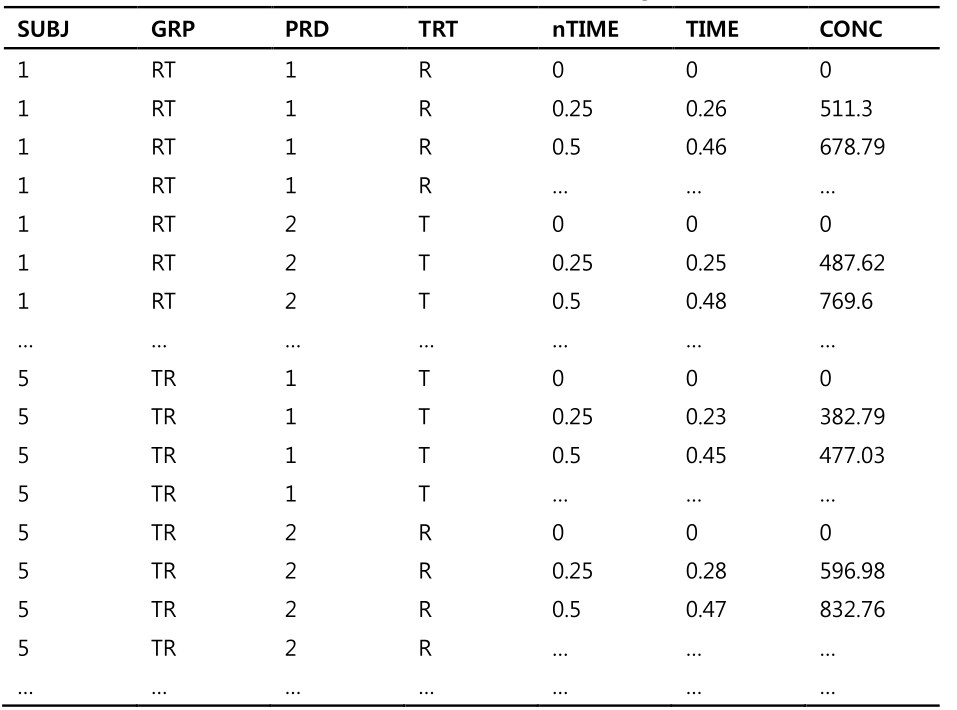 SUBJ GRP PRD TRT nTIME TIME CONC
1 RT 1 R 0 0 0
1 RT 1 R 0.25 0.26 511.3
1 RT 1 R 0.5 0.46 678.79
1 RT 1 R ... ... ...
1 RT 2 T 0 0 0
1 RT 2 T 0.25 0.25 487.62
1 RT 2 T 0.5 0.48 769.6
... ... ... ... ... ... ...
5 TR 1 T 0 0 0
5 TR 1 T 0.25 0.23 382.79
5 TR 1 T 0.5 0.45 477.03
5 TR 1 T ... ... ...
5 TR 2 R 0 0 0
5 TR 2 R 0.25 0.28 596.98
5 TR 2 R 0.5 0.47 832.76
5 TR 2 R ... ... ...
... ... ... ... ... ... ...